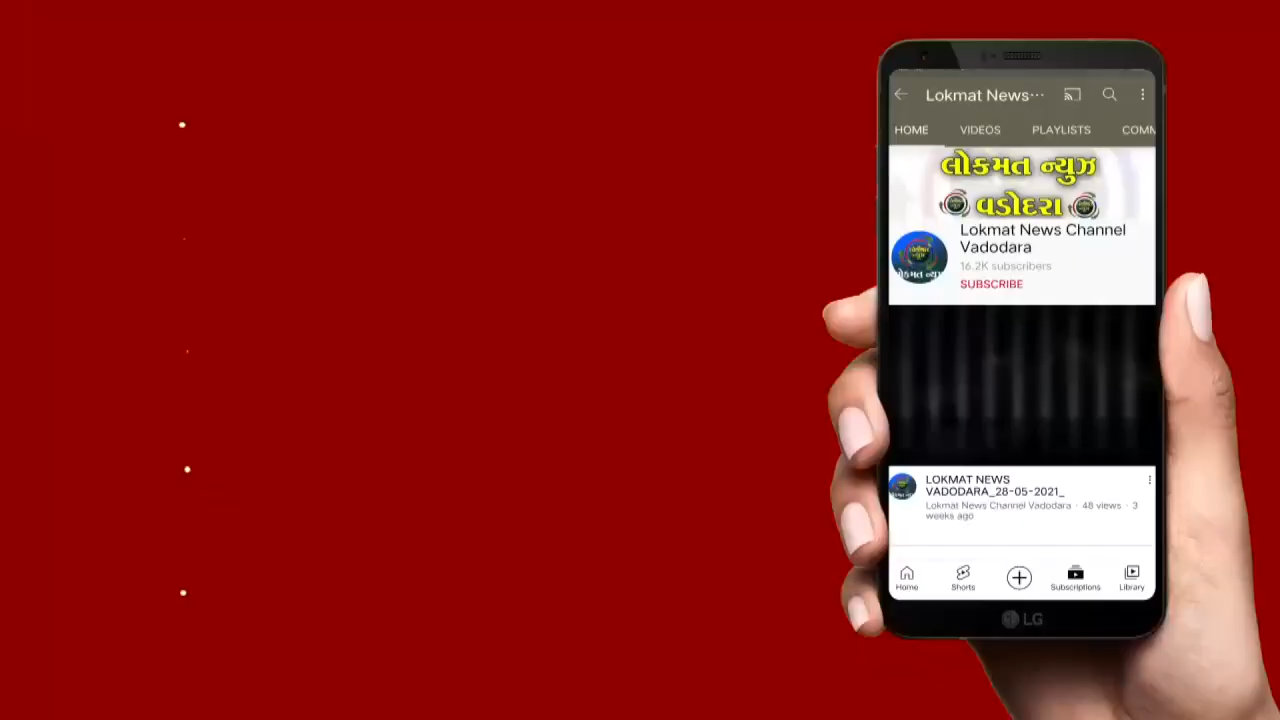 Lokmat News···
HOME VIDEOS PLAYLISTS COMM
લોકમત ન્યુઝ
વડોદરા
Lokmat News Channel
Vadodara
16.2K subscribers
SUBSCRIBE
LOKMAT NEWS
VADODARA_28-05-2021_
Lokmat News Channel Vadodara · 48 views · 3
weeks ago
Home Shorts Subscriptions Library
LG